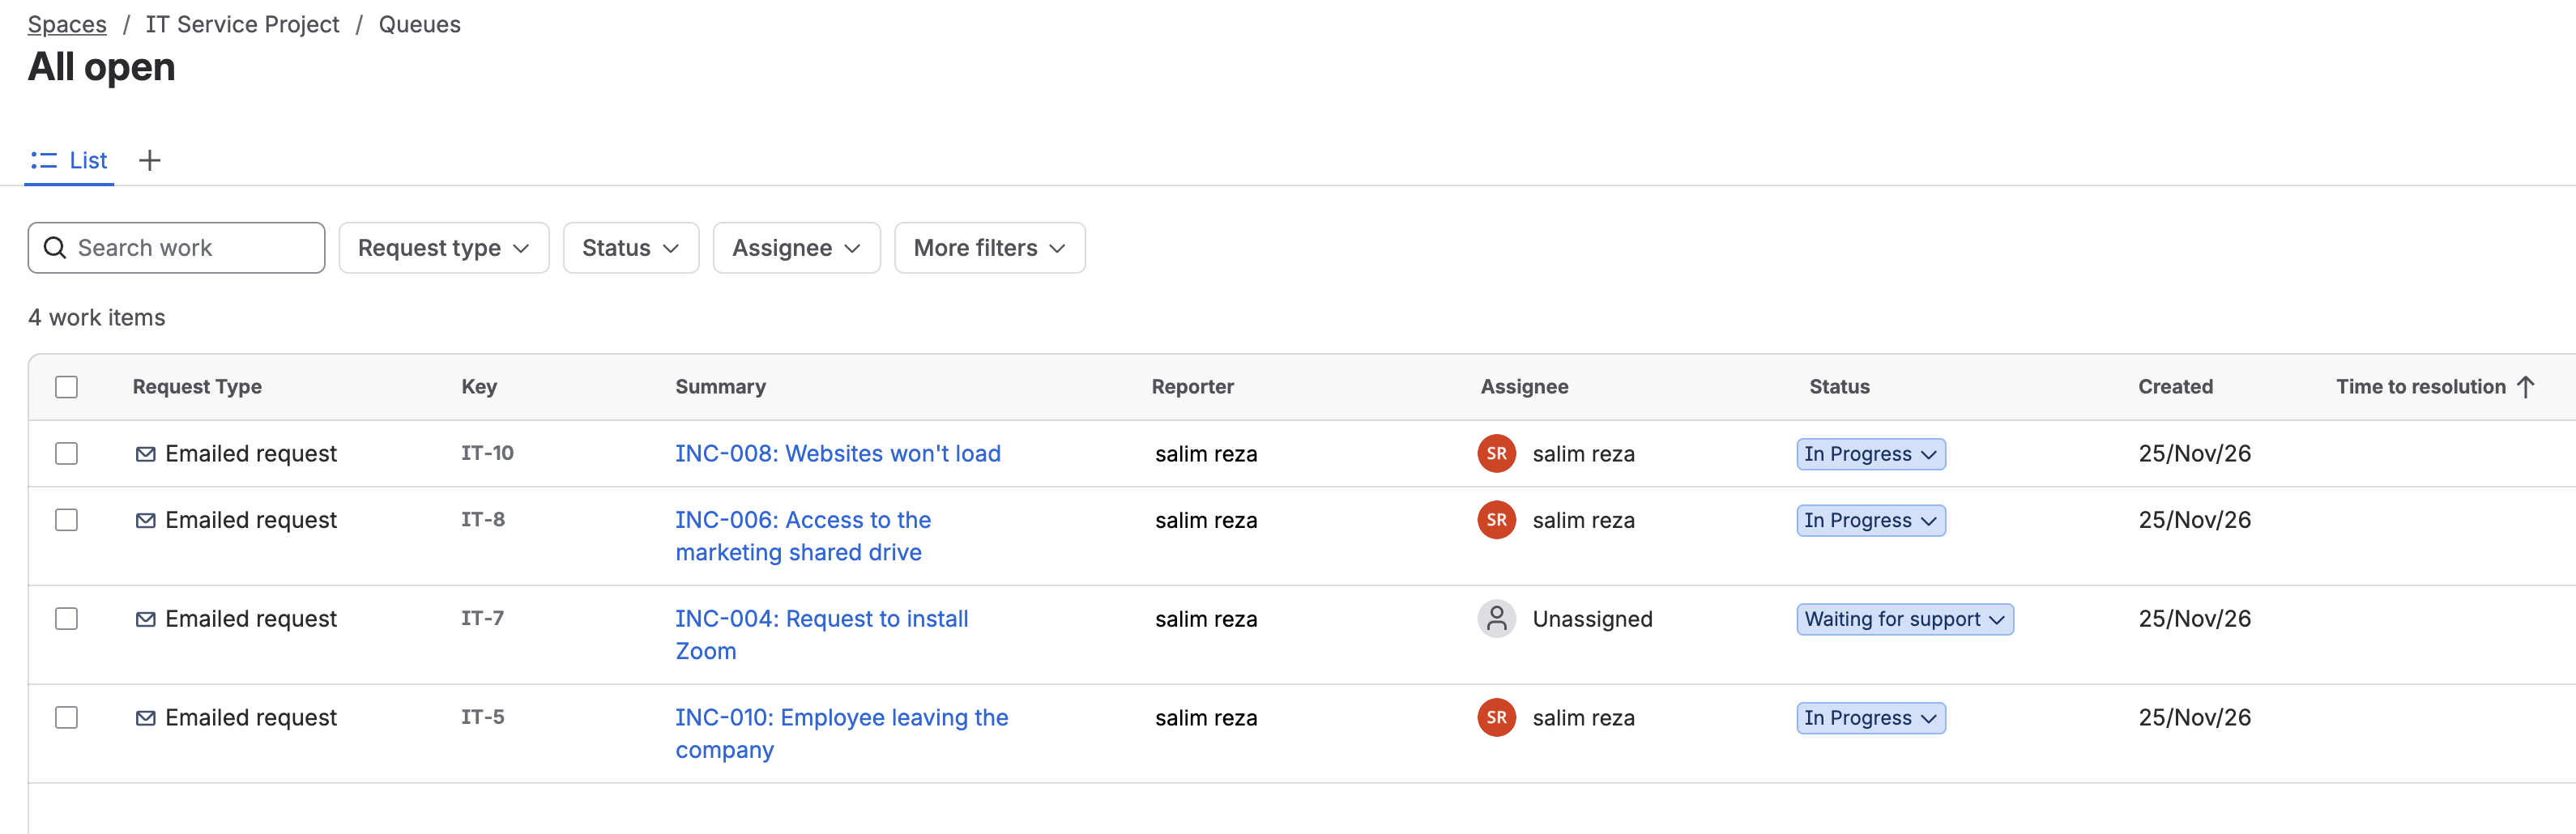 Spaces / IT Service Project / Queues
All open
List
Search work Request type Status Assignee More filters
4 work items
Request Type Key Summary Reporter Assignee Status Created Time to resolution
Emailed request IT-10 INC-008: Websites won't load salim reza SR salim reza In Progress 25/Nov/26
Emailed request IT-8 INC-006: Access to the salim reza SR salim reza In Progress 25/Nov/26
marketing shared drive
Emailed request IT-7 INC-004: Request to install salim reza Unassigned Waiting for support 25/Nov/26
Zoom
Emailed request IT-5 INC-010: Employee leaving the salim reza SR salim reza In Progress 25/Nov/26
company